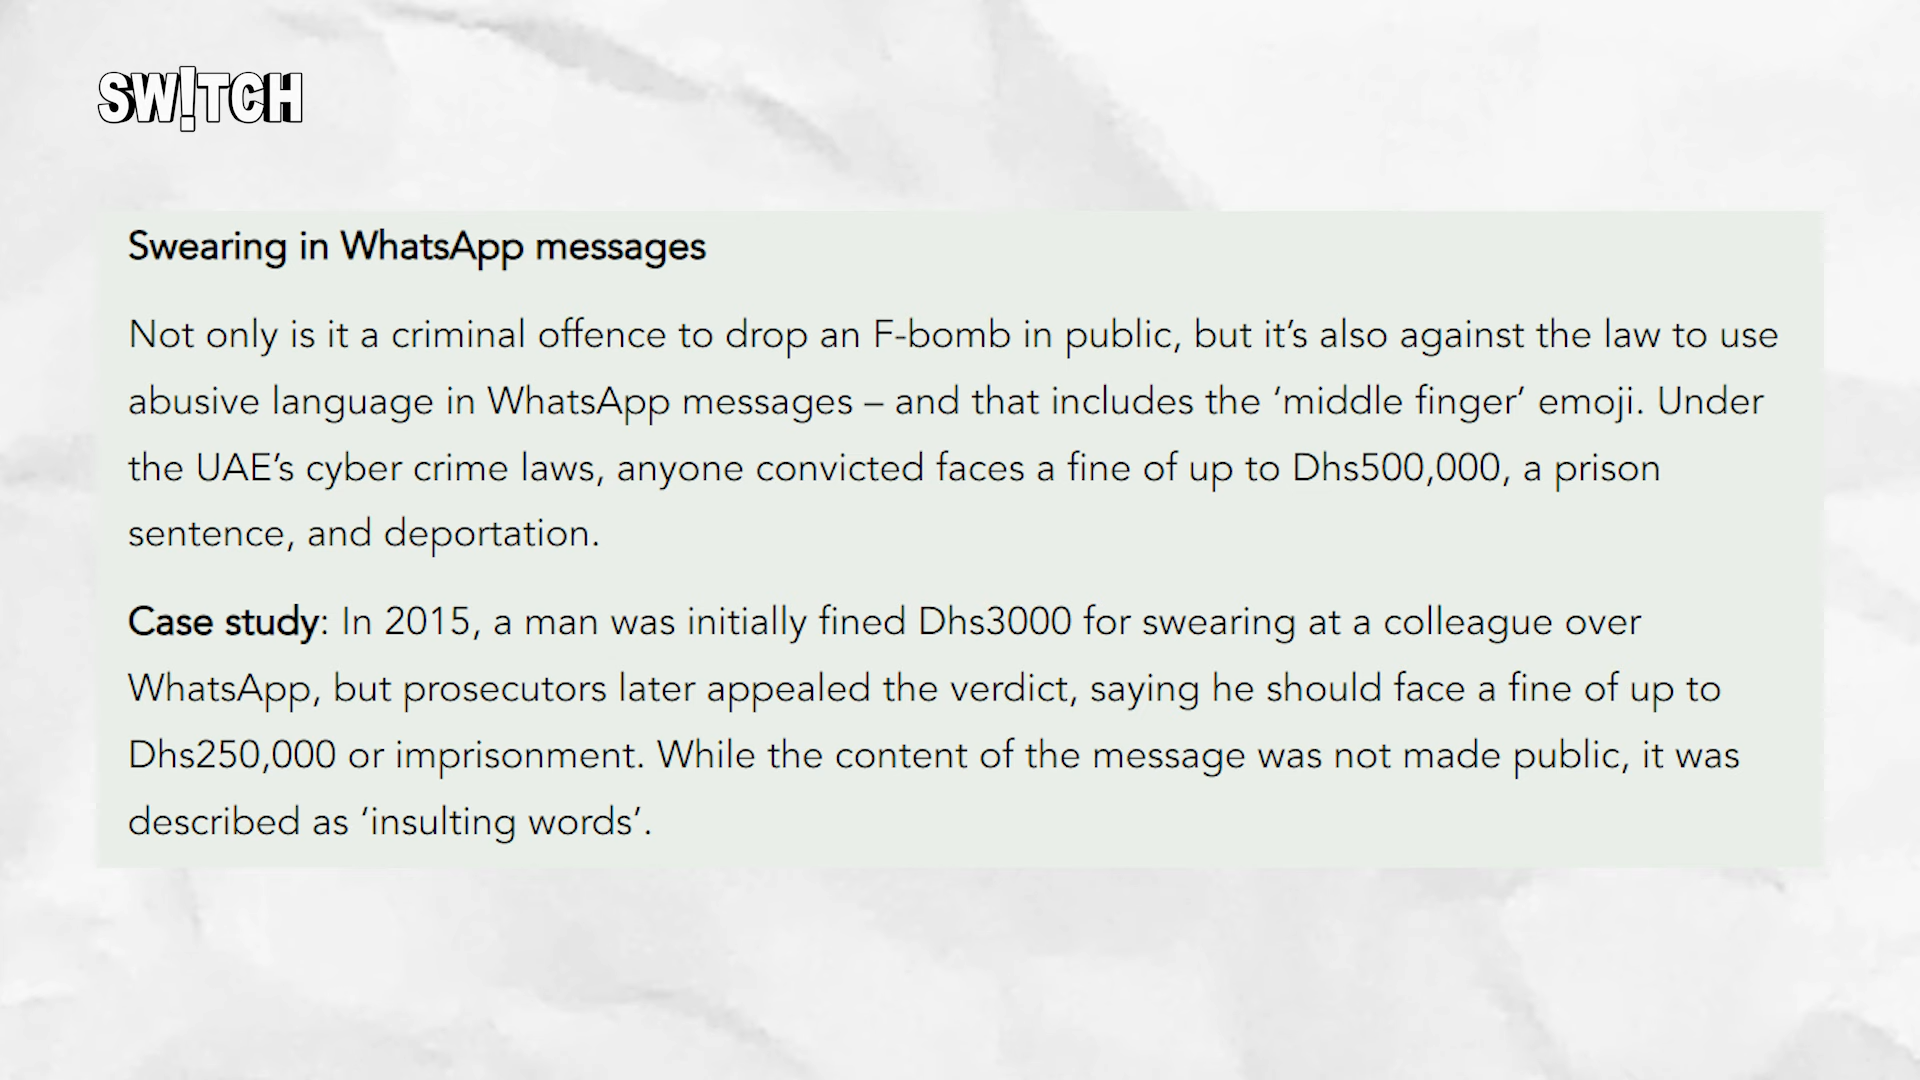 SW!TCH
Swearing in WhatsApp messages
Not only is it a criminal offence to drop an F-bomb in public, but it’s also against the law to use
abusive language in WhatsApp messages – and that includes the ‘middle finger’ emoji. Under
the UAE’s cyber crime laws, anyone convicted faces a fine of up to Dhs500,000, a prison
sentence, and deportation.
Case study: In 2015, a man was initially fined Dhs3000 for swearing at a colleague over
WhatsApp, but prosecutors later appealed the verdict, saying he should face a fine of up to
Dhs250,000 or imprisonment. While the content of the message was not made public, it was
described as ‘insulting words’.